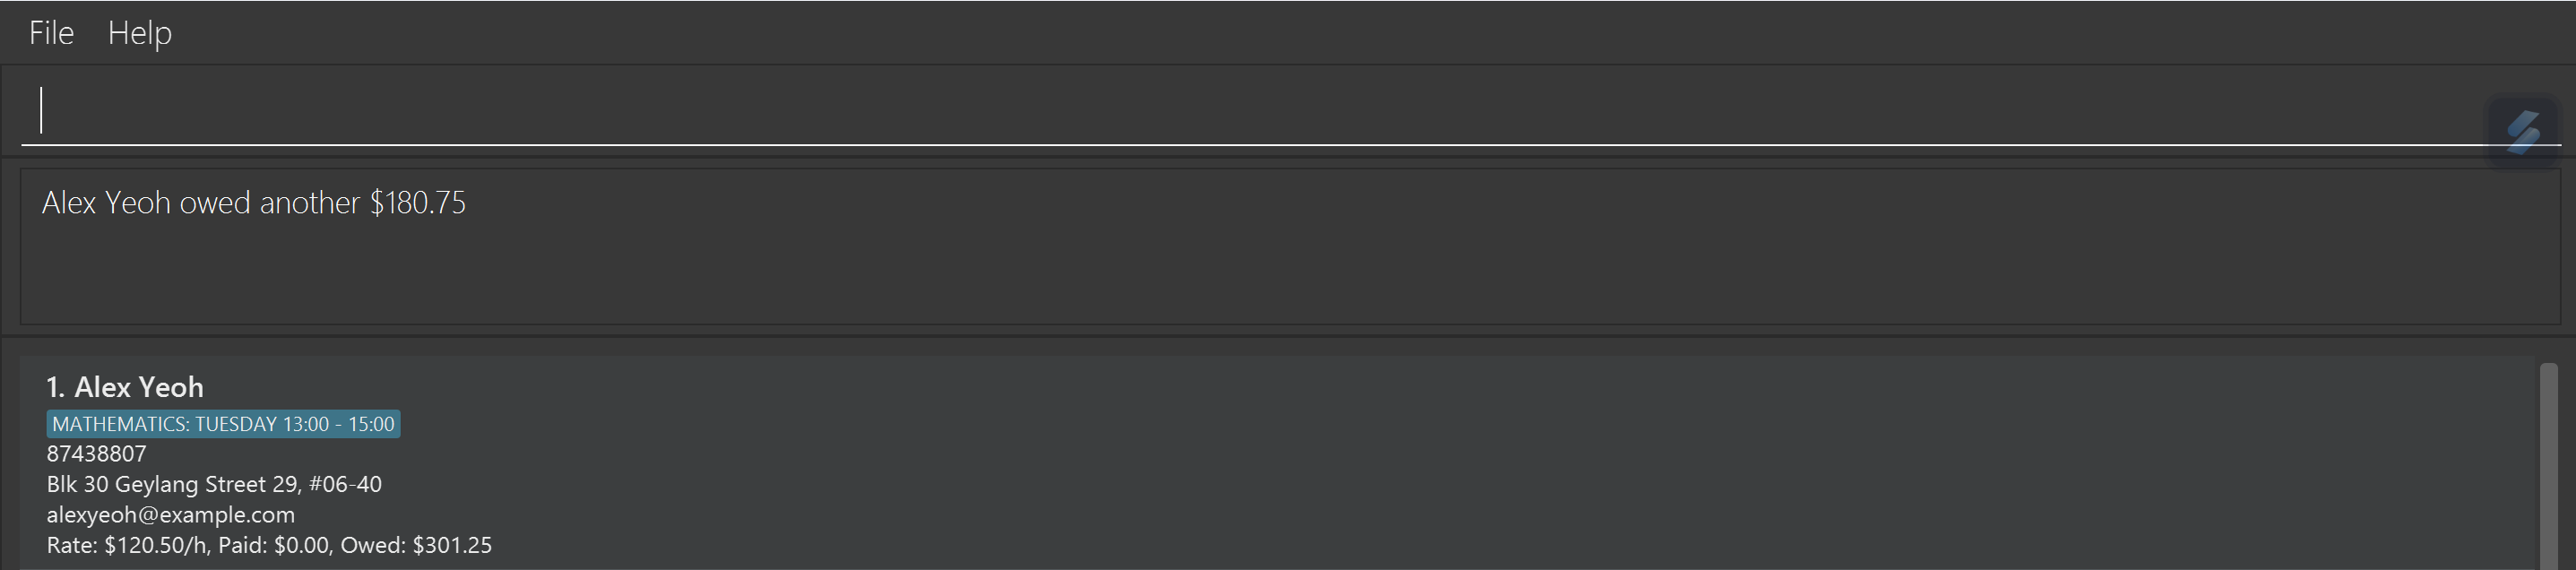 File Help
Alex Yeoh owed another $180.75
1. Alex Yeoh
MATHEMATICS: TUESDAY 13:00 - 15:00
87438807
Blk 30 Geylang Street 29, #06-40
alexyeoh@example.com
Rate: $120.50/h, Paid: $0.00, Owed: $301.25